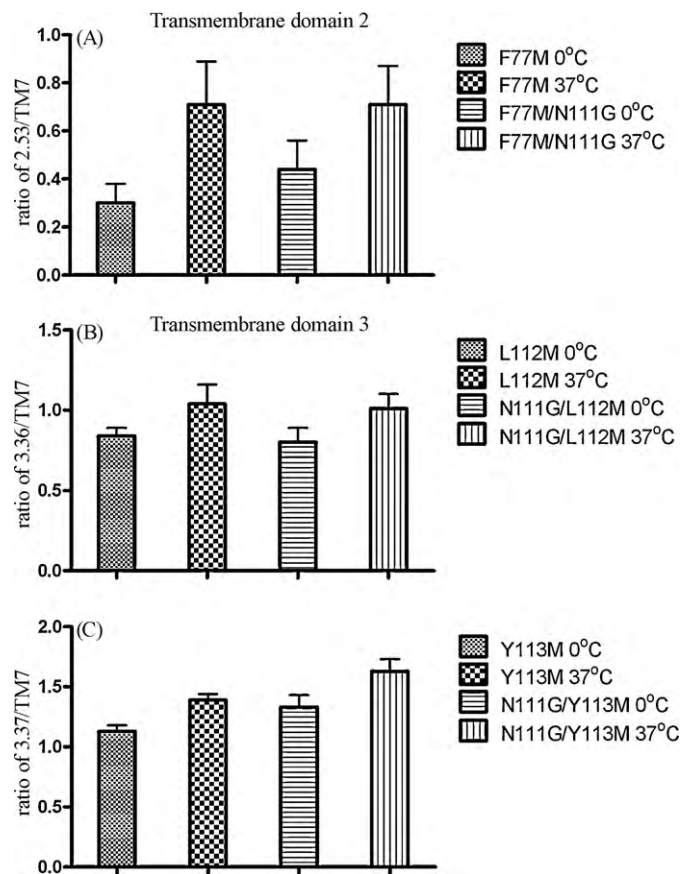 (A) Transmembrane domain 2
ratio of 2.53/TM7
1.0
0.8
0.6
0.4
0.2
0.0
F77M 0°C
F77M 37°C
F77M/N111G 0°C
F77M/N111G 37°C
(B) Transmembrane domain 3
ratio of 3.36/TM7
1.5
1.0
0.5
0.0
L112M 0°C
L112M 37°C
N111G/L112M 0°C
N111G/L112M 37°C
(C)
ratio of 3.37/TM7
2.0
1.5
1.0
0.5
0.0
Y113M 0°C
Y113M 37°C
N111G/Y113M 0°C
N111G/Y113M 37°C